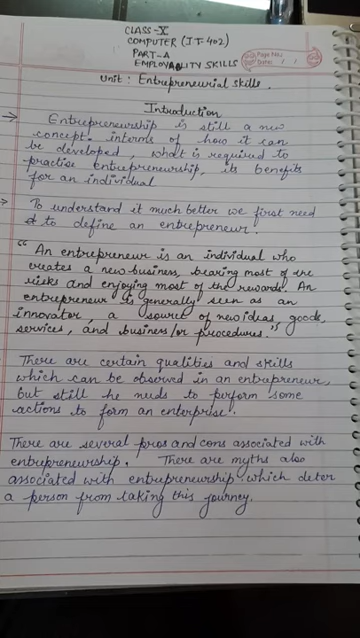 CLASS-X
COMPUTER (IT-402)
PART-A
EMPLOYABLITY SKILLS
Page No.:
Date: / /
Unit: Entrepreneurial skills.
Introduction
→ Entrepreneurship is still a new
concept interms of how it can
be developed, what is required to
practise entrepreneurship, its benefits
for an individual
→ To understand it much better we first need
to define an entrepreneur.
“An entrepreneur is an individual who
creates a new business, bearing most of the
risks and enjoying most of the rewards. An
entrepreneur is generally seen as an
innovator, a source of new ideas, goods,
services, and business/or procedures.”
There are certain qualities and skills
which can be observed in an entrepreneur,
but still he needs to perform some
actions to form an enterprise.
There are several pros and cons associated with
entrepreneurship. There are myths also
associated with entrepreneurship which deter
a person from taking this journey.